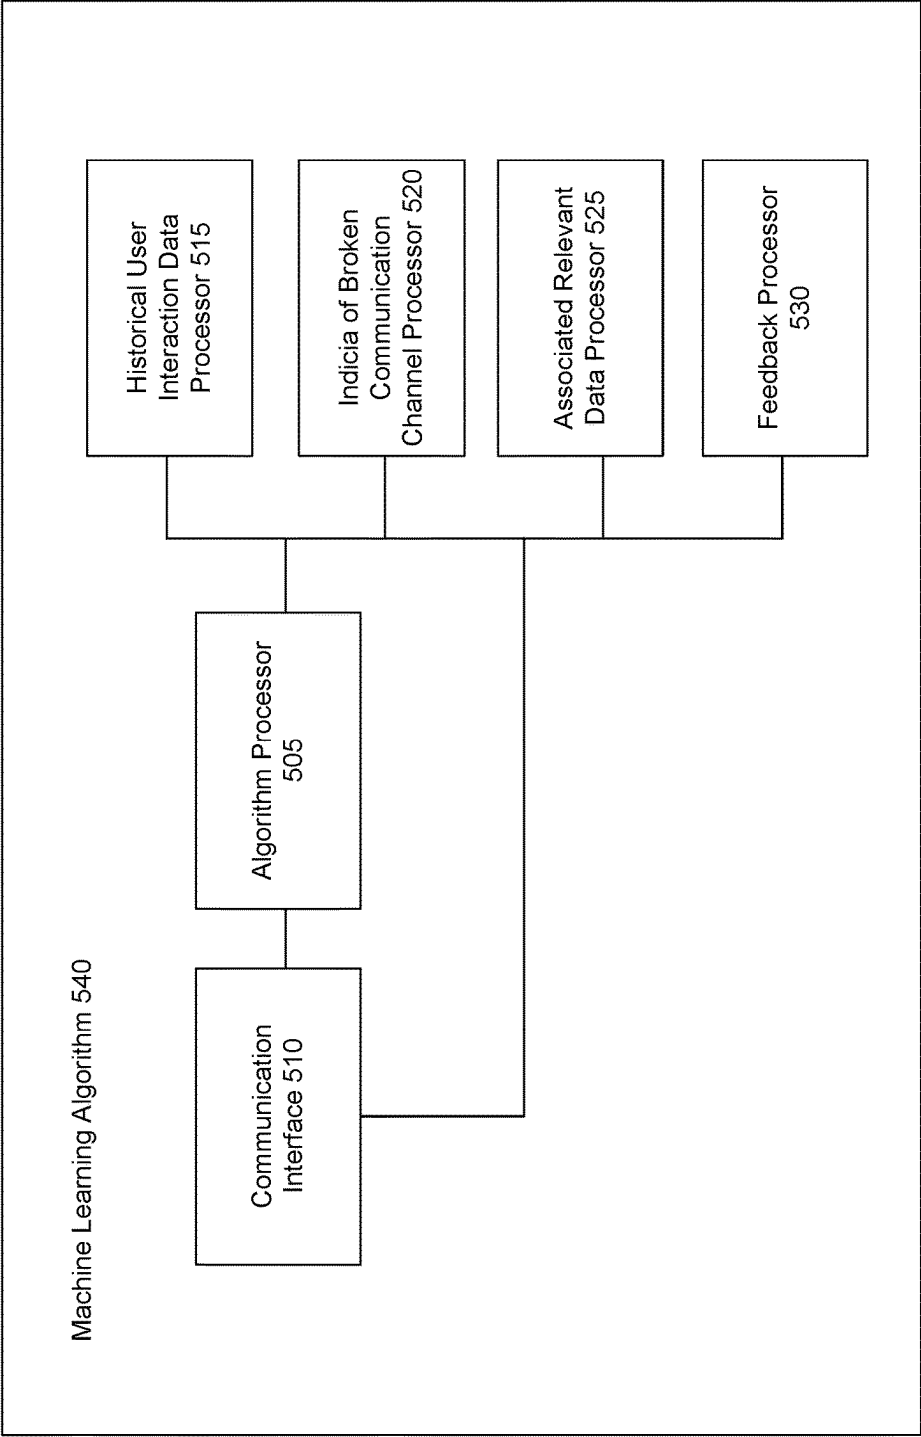 Machine Learning Algorithm 540
Communication
Interface 510
Algorithm Processor
505
Historical User
Interaction Data
Processor 515
Indicia of Broken
Communication
Channel Processor 520
Associated Relevant
Data Processor 525
Feedback Processor
530